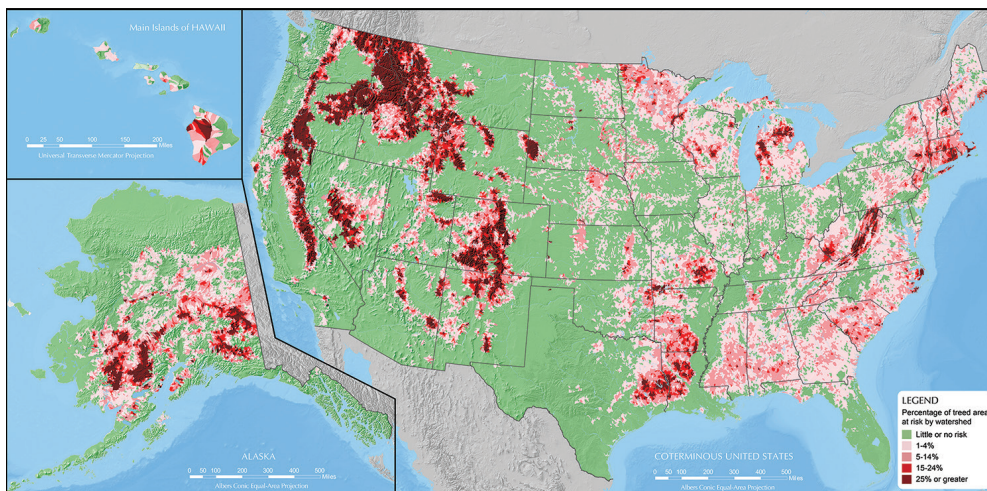 Main Islands of HAWAII
0 25 50 100 150 200
Miles
Universal Transverse Mercator Projection
ALASKA
0 100 200 300 400 500
Miles
Albers Conic Equal-Area Projection
COTERMINOUS UNITED STATES
0 50 100 200 300 400 500
Miles
Albers Conic Equal-Area Projection
LEGEND
Percentage of treed area
at risk by watershed
Little or no risk
1-4%
5-14%
15-24%
25% or greater